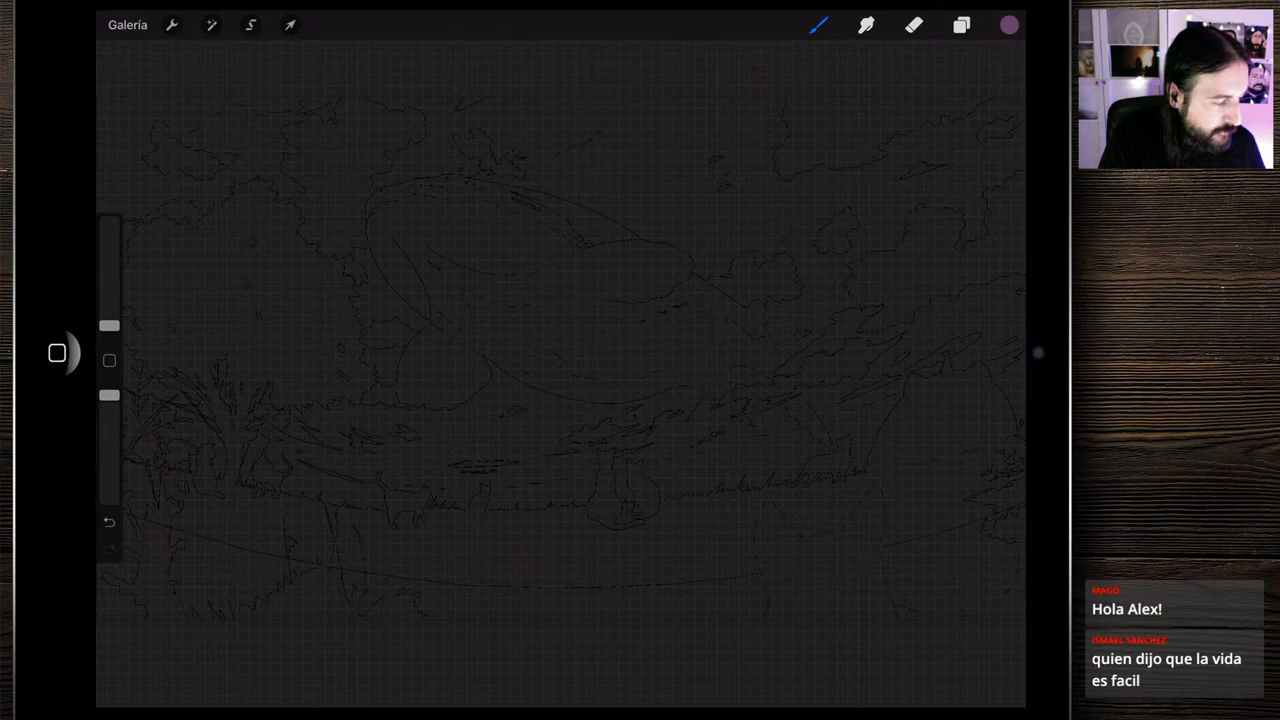 Galería
MAGO
Hola Alex!
ISMAEL SANCHEZ
quien dijo que la vida
es facil